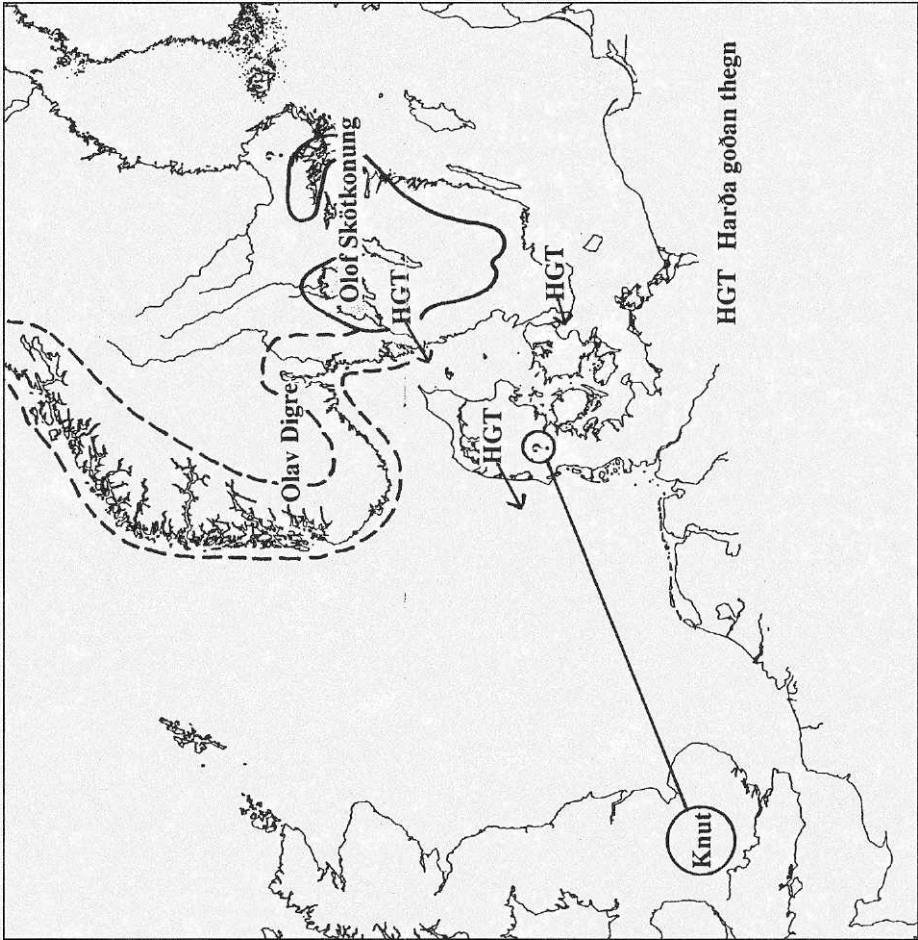 ?
Olav Digre
Olof Skötkonung
HGT
HGT
?
HGT
Knut
HGT Harða goðan thegn